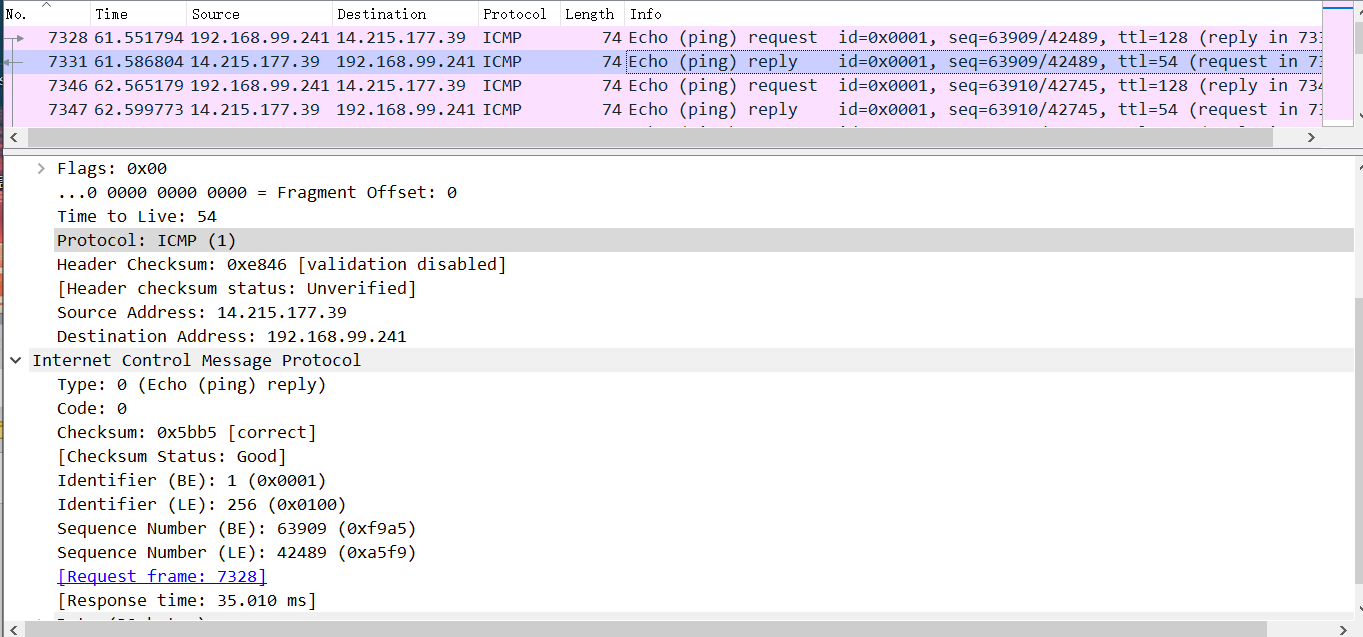 No. Time Source Destination Protocol Length Info
7328 61.551794 192.168.99.241 14.215.177.39 ICMP 74 Echo (ping) request id=0x0001, seq=63909/42489, ttl=128 (reply in 733
7331 61.586804 14.215.177.39 192.168.99.241 ICMP 74 Echo (ping) reply id=0x0001, seq=63909/42489, ttl=54 (request in 73
7346 62.565179 192.168.99.241 14.215.177.39 ICMP 74 Echo (ping) request id=0x0001, seq=63910/42745, ttl=128 (reply in 734
7347 62.599773 14.215.177.39 192.168.99.241 ICMP 74 Echo (ping) reply id=0x0001, seq=63910/42745, ttl=54 (request in 73
Flags: 0x00
...0 0000 0000 0000 = Fragment Offset: 0
Time to Live: 54
Protocol: ICMP (1)
Header Checksum: 0xe846 [validation disabled]
[Header checksum status: Unverified]
Source Address: 14.215.177.39
Destination Address: 192.168.99.241
Internet Control Message Protocol
Type: 0 (Echo (ping) reply)
Code: 0
Checksum: 0x5bb5 [correct]
[Checksum Status: Good]
Identifier (BE): 1 (0x0001)
Identifier (LE): 256 (0x0100)
Sequence Number (BE): 63909 (0xf9a5)
Sequence Number (LE): 42489 (0xa5f9)
[Request frame: 7328]
[Response time: 35.010 ms]